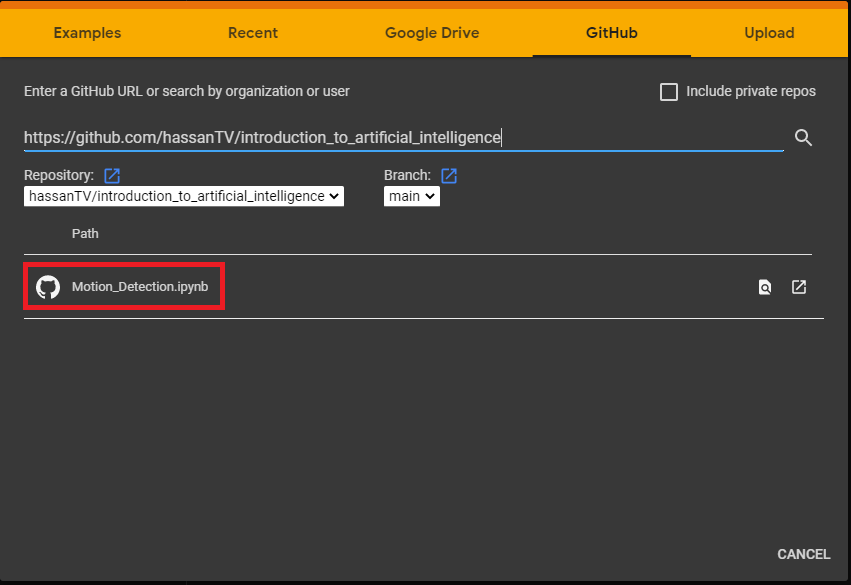 Examples Recent Google Drive GitHub Upload
Enter a GitHub URL or search by organization or user Include private repos
https://github.com/hassanTV/introduction_to_artificial_intelligence
Repository: Branch:
hassanTV/introduction_to_artificial_intelligence main
Path
Motion_Detection.ipynb
CANCEL